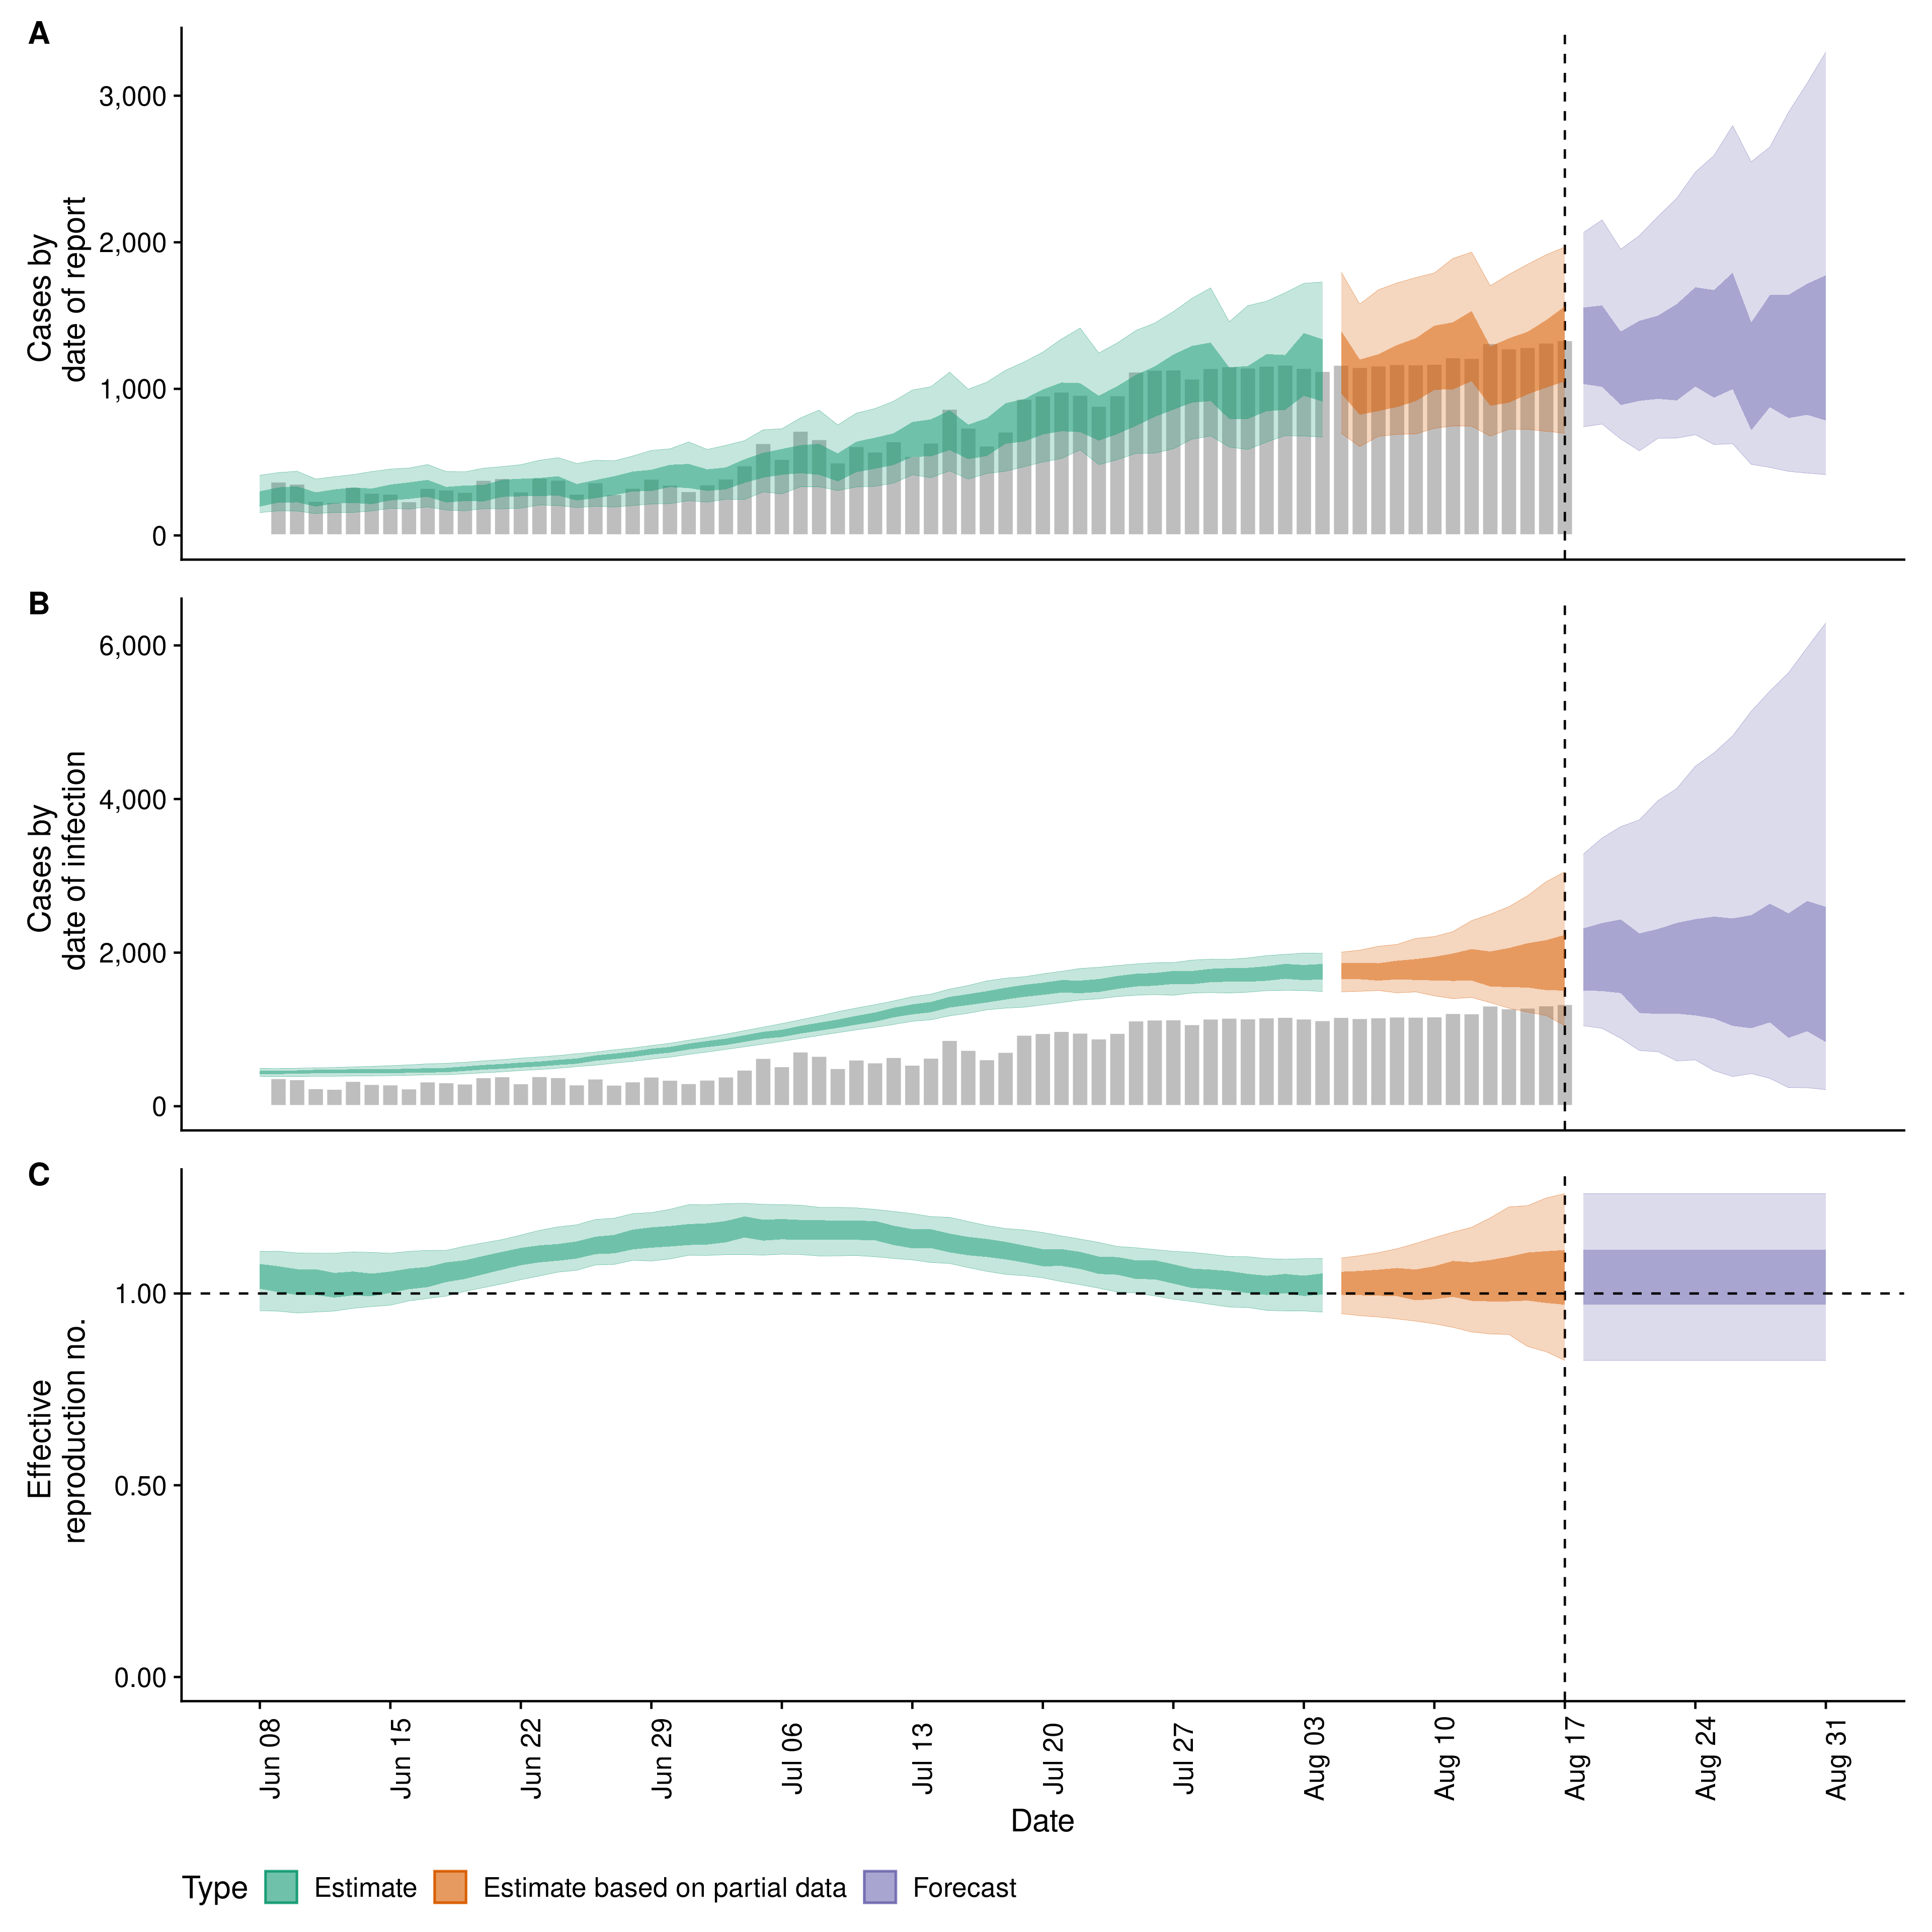 A
Cases by
date of report
3,000
2,000
1,000
0
B
Cases by
date of infection
6,000
4,000
2,000
0
C
Effective
reproduction no.
1.00
0.50
0.00
Jun 08
Jun 15
Jun 22
Jun 29
Jul 06
Jul 13
Jul 20
Jul 27
Aug 03
Aug 10
Aug 17
Aug 24
Aug 31
Date
Type Estimate Estimate based on partial data Forecast